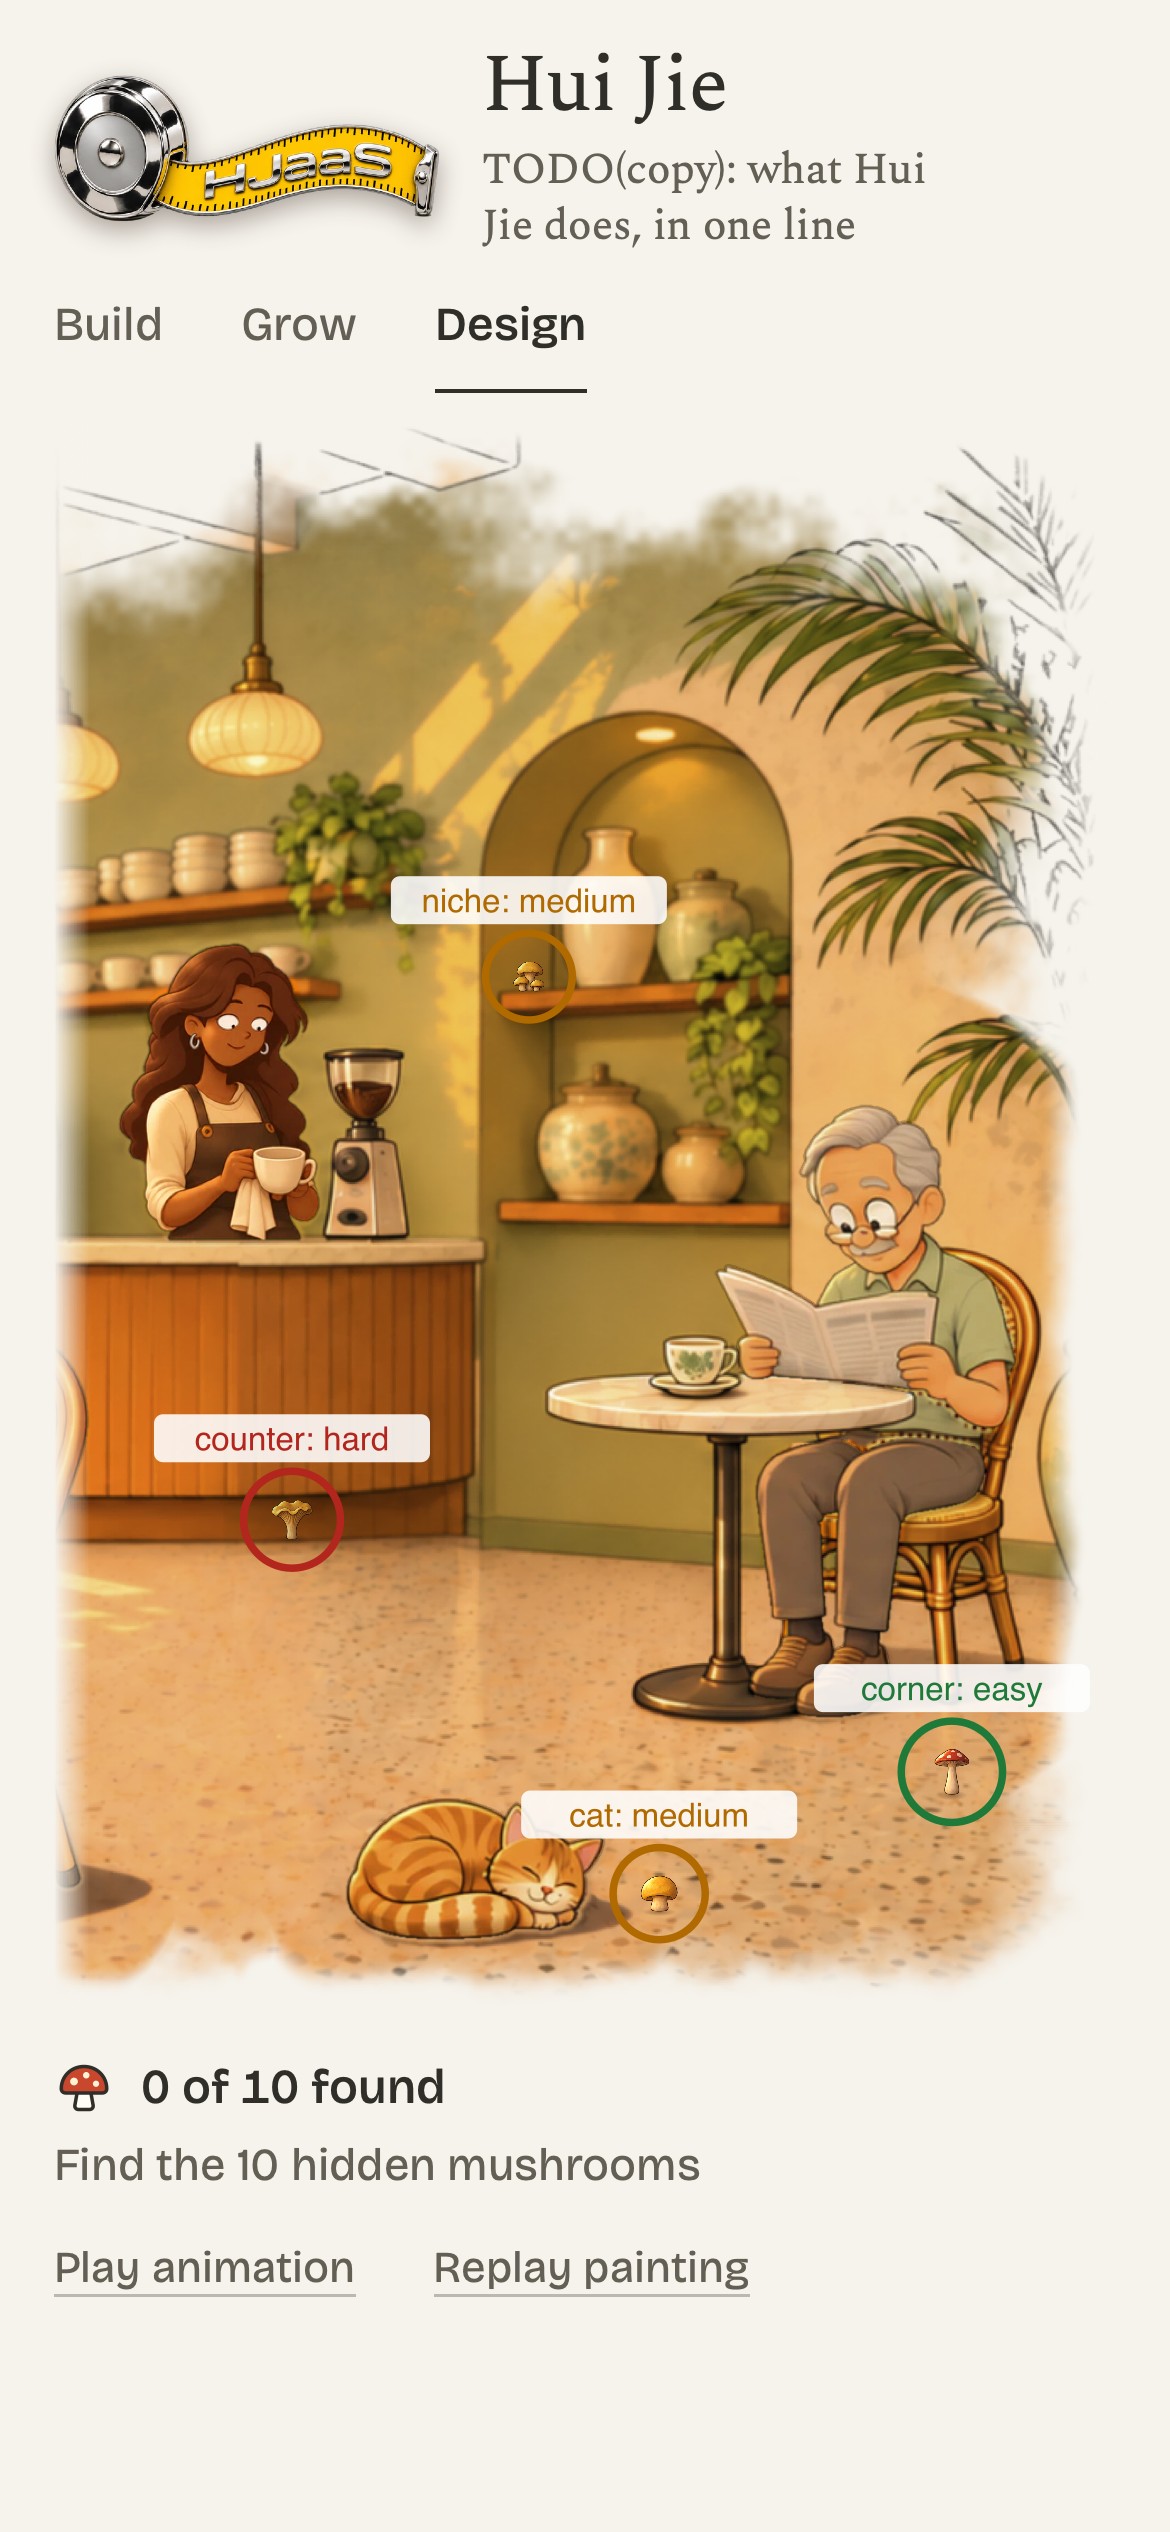 HJaaS
Hui Jie
TODO(copy): what Hui
Jie does, in one line
Build
Grow
Design
niche: medium
counter: hard
corner: easy
cat: medium
0 of 10 found
Find the 10 hidden mushrooms
Play animation
Replay painting